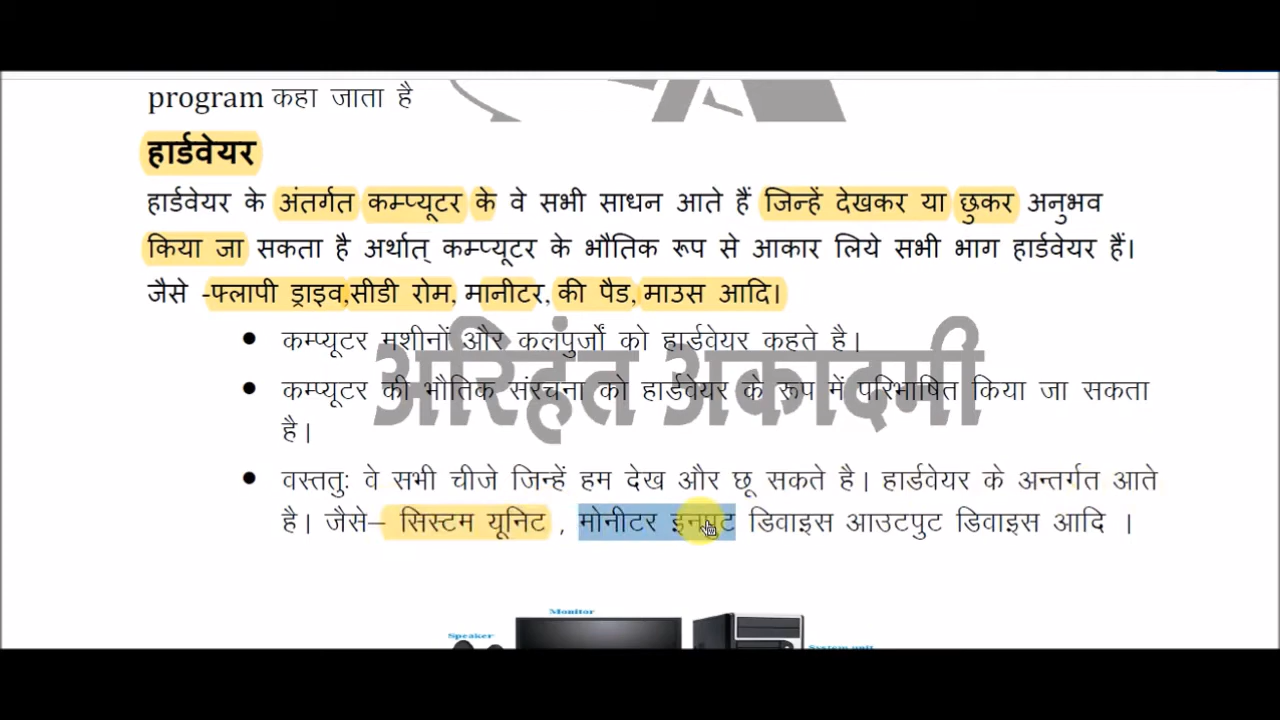 program कहा जाता है
हार्डवेयर
हार्डवेयर के अंतर्गत कम्प्यूटर के वे सभी साधन आते हैं जिन्हें देखकर या छुकर अनुभव
किया जा सकता है अर्थात् कम्प्यूटर के भौतिक रूप से आकार लिये सभी भाग हार्डवेयर हैं।
जैसे -फ्लापी ड्राइव,सीडी रोम, मानीटर, की पैड, माउस आदि।
कम्प्यूटर मशीनों और कलपुर्जों को हार्डवेयर कहते है।
अरिहंत अकादमी
कम्प्यूटर की भौतिक संरचना को हार्डवेयर के रूप में परिभाषित किया जा सकता
है।
वस्ततुः वे सभी चीजे जिन्हें हम देख और छू सकते है। हार्डवेयर के अन्तर्गत आते
है। जैसे– सिस्टम यूनिट , मोनीटर इनपुट डिवाइस आउटपुट डिवाइस आदि ।
Monitor
Speaker
System unit